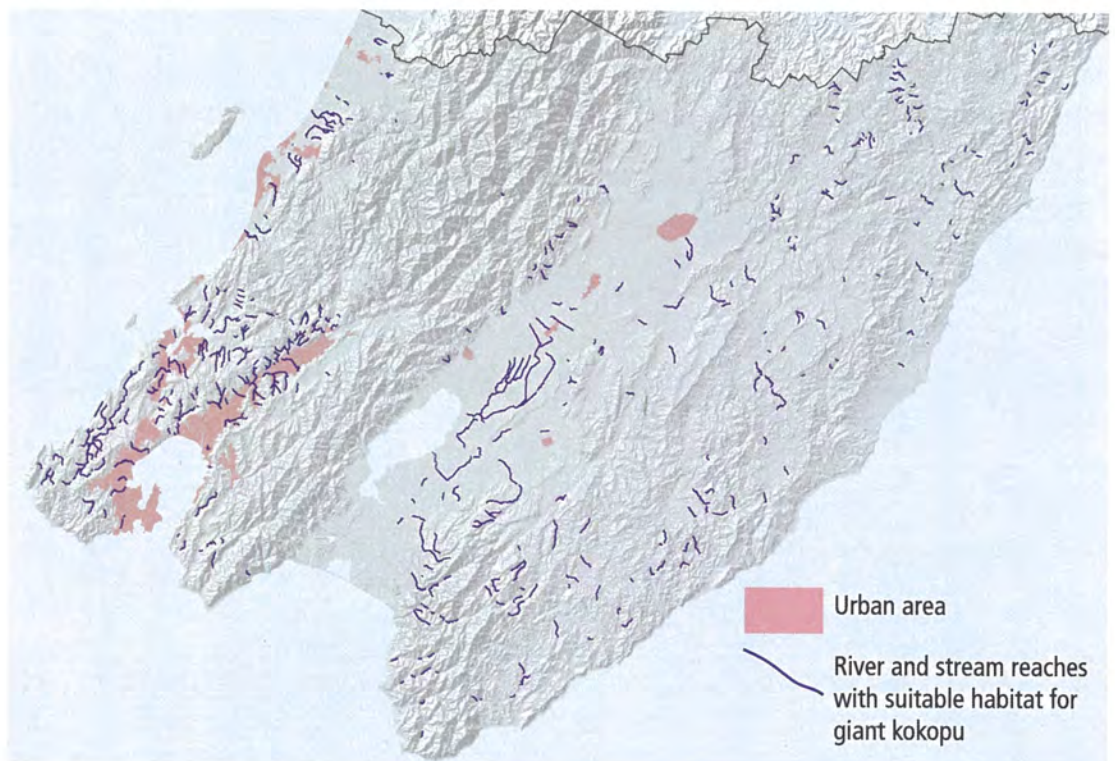 Urban area
River and stream reaches
with suitable habitat for
giant kokopu